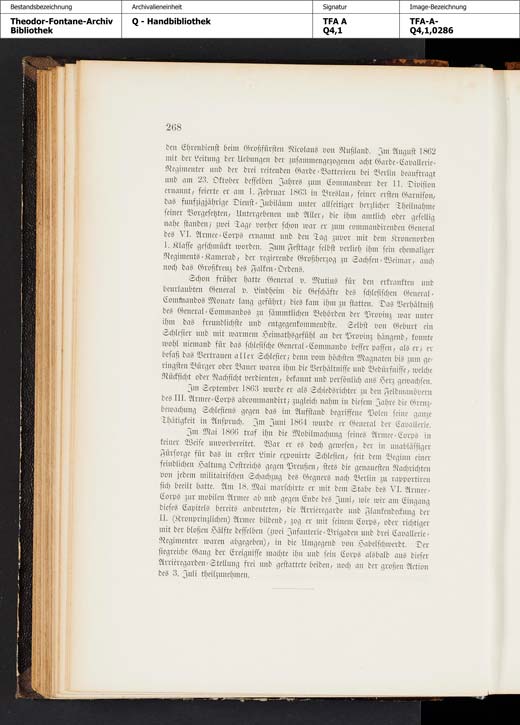 Bestandsbezeichnung
Archivalieneinheit
Signatur
Image-Bezeichnung
Theodor-Fontane-Archiv
Bibliothek
Q - Handbibliothek
TFA A
Q4,1
TFA-A-
Q4,1,0286
268
den Ehrendienst beim Großfürsten Nicolaus von Rußland. Im August 1862
mit der Leitung der Uebungen der zusammengezogenen acht Garde-Cavallerie-
Regimenter und der drei reitenden Garde-Batterieen bei Berlin beauftragt
und am 23. Oktober desselben Jahres zum Commandeur der 11. Division
ernannt, feierte er am 1. Februar 1863 in Breslau, seiner ersten Garnison,
das funfzigjährige Dienst-Jubiläum unter allseitiger herzlicher Theilnahme
seiner Vorgesetzten, Untergebenen und Aller, die ihm amtlich oder gesellig
nahe standen; zwei Tage vorher schon war er zum commandirenden General
des VI. Armee-Corps ernannt und den Tag zuvor mit dem Kronenorden
1. Klasse geschmückt worden. Zum Festtage selbst verlieh ihm sein ehemaliger
Regiments-Kamerad, der regierende Großherzog zu Sachsen-Weimar, auch
noch das Großkreuz des Falken-Ordens.
Schon früher hatte General v. Mutius für den erkrankten und
beurlaubten General v. Lindheim die Geschäfte des schlesischen General-
Commandos Monate lang geführt; dies kam ihm zu statten. Das Verhältniß
des General-Commandos zu sämmtlichen Behörden der Provinz war unter
ihm das freundlichste und entgegenkommendste. Selbst von Geburt ein
Schlesier und mit warmem Heimathsgefühl an der Provinz hängend, konnte
wohl niemand für das schlesische General-Commando besser passen, als er; er
besaß das Vertrauen aller Schlesier; denn vom höchsten Magnaten bis zum ge-
ringsten Bürger oder Bauer waren ihm die Verhältnisse und Bedürfnisse, welche
Rücksicht oder Nachsicht verdienten, bekannt und persönlich ans Herz gewachsen.
Im September 1863 wurde er als Schiedsrichter zu den Feldmanövern
des III. Armee-Corps abcommandirt; zugleich nahm in diesem Jahre die Grenz-
bewachung Schlesiens gegen das im Aufstand begriffene Polen seine ganze
Thätigkeit in Anspruch. Im Juni 1864 wurde er General der Cavallerie.
Im Mai 1866 traf ihn die Mobilmachung seines Armee-Corps in
keiner Weise unvorbereitet. War er es doch gewesen, der in unablässiger
Fürsorge für das in erster Linie exponirte Schlesien, seit dem Beginn einer
feindlichen Haltung Oestreichs gegen Preußen, stets die genauesten Nachrichten
von jedem militairischen Schachzug des Gegners nach Berlin zu rapportiren
sich beeilt hatte. Am 18. Mai marschirte er mit dem Stabe des VI. Armee-
Corps zur mobilen Armee ab und gegen Ende des Juni, wie wir am Eingang
dieses Capitels bereits andeuteten, die Arrièregarde und Flankendeckung der
II. (Kronprinzlichen) Armee bildend, zog er mit seinem Corps, oder richtiger
mit der bloßen Hälfte desselben (zwei Infanterie-Brigaden und drei Cavallerie-
Regimenter waren abgegeben), in die Umgegend von Habelschwerdt. Der
siegreiche Gang der Ereignisse machte ihn und sein Corps alsbald aus dieser
Arrièregarden-Stellung frei und gestattete beiden, noch an der großen Action
des 3. Juli theilzunehmen.